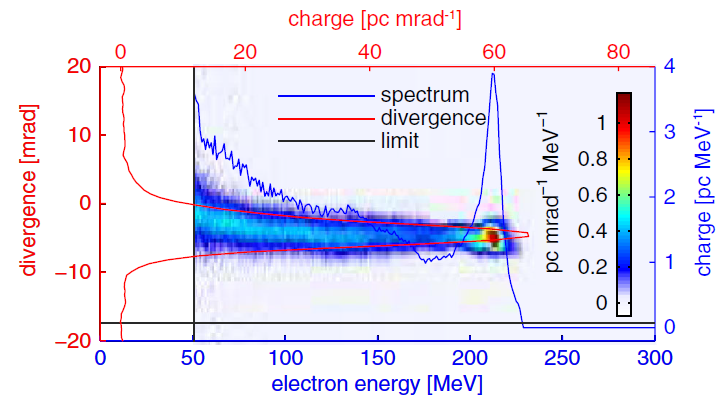 charge [pc mrad-1]
0 20 40 60 80
20 10 0 −10 −20
divergence [mrad]
spectrum
divergence
limit
pc mrad−1 MeV−1
1 0.8 0.6 0.4 0.2 0
4 3 2 1 0
charge [pc MeV-1]
0 50 100 150 200 250 300
electron energy [MeV]